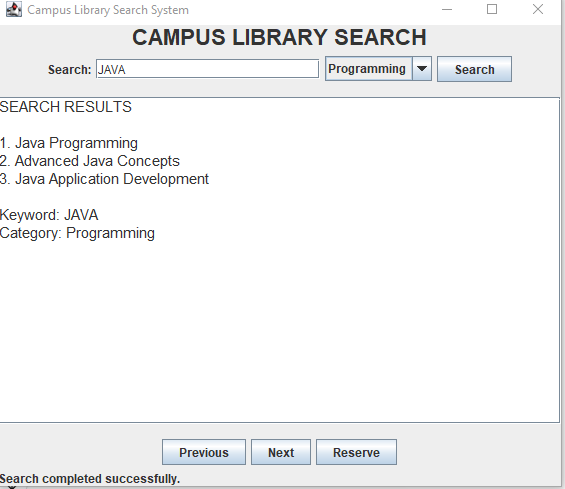 Campus Library Search System
CAMPUS LIBRARY SEARCH
Search: JAVA Programming Search
SEARCH RESULTS
1. Java Programming
2. Advanced Java Concepts
3. Java Application Development
Keyword: JAVA
Category: Programming
Previous Next Reserve
Search completed successfully.